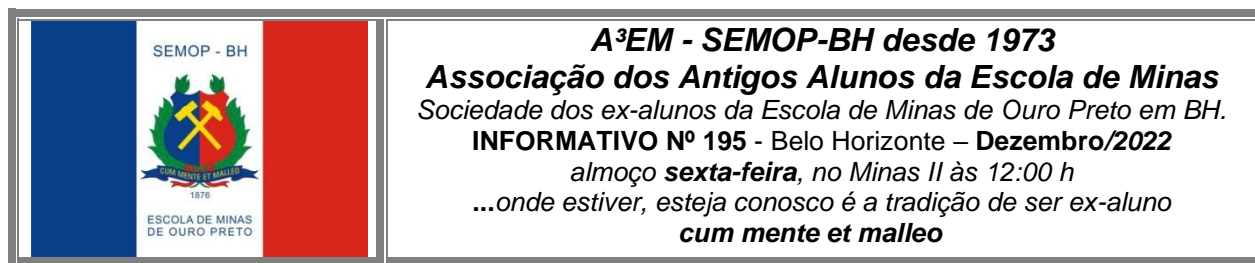 SEMOP - BH
CUM MENTE ET MALLEO
1876
ESCOLA DE MINAS
DE OURO PRETO
A³EM - SEMOP-BH desde 1973
Associação dos Antigos Alunos da Escola de Minas
Sociedade dos ex-alunos da Escola de Minas de Ouro Preto em BH.
INFORMATIVO Nº 195 - Belo Horizonte – Dezembro/2022
almoço sexta-feira, no Minas II às 12:00 h
...onde estiver, esteja conosco é a tradição de ser ex-aluno
cum mente et malleo